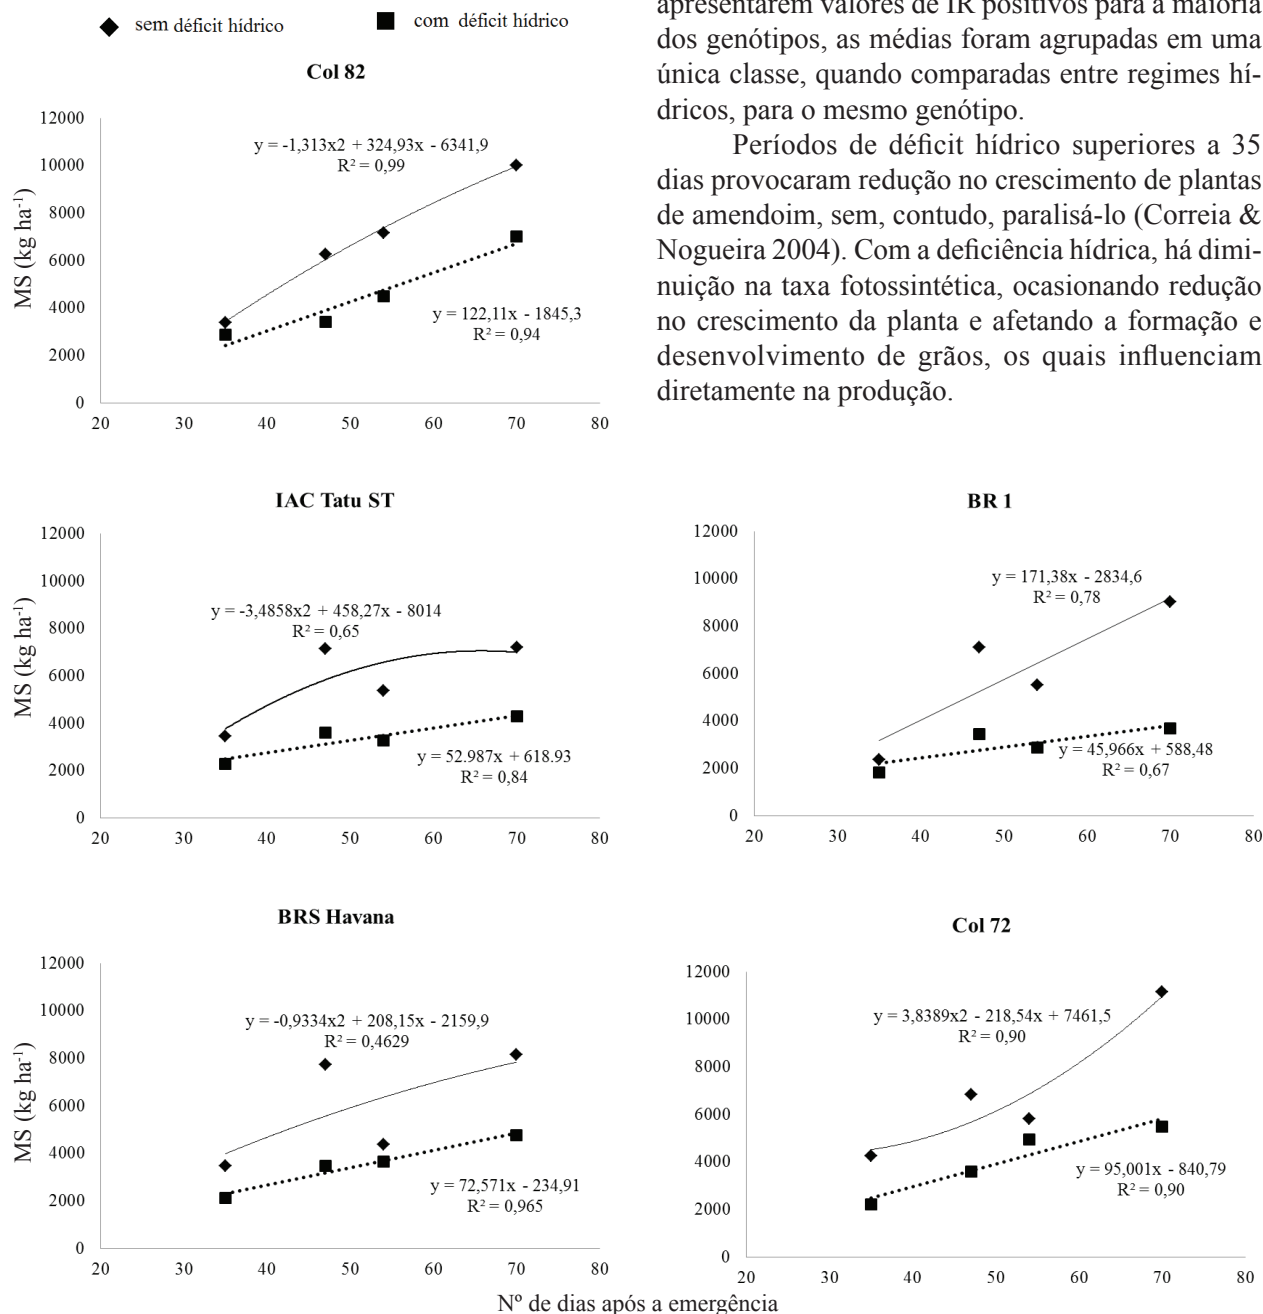 sem déficit hídrico
com déficit hídrico
Col 82
12000
10000
8000
6000
4000
2000
0
MS (kg ha-1)
y = -1,313x2 + 324,93x - 6341,9
R² = 0,99
y = 122,11x - 1845,3
R² = 0,94
20 30 40 50 60 70 80
apresentarem valores de IR positivos para a maioria
dos genótipos, as médias foram agrupadas em uma
única classe, quando comparadas entre regimes hí-
dricos, para o mesmo genótipo.
Períodos de déficit hídrico superiores a 35
dias provocaram redução no crescimento de plantas
de amendoim, sem, contudo, paralisá-lo (Correia &
Nogueira 2004). Com a deficiência hídrica, há dimi-
nuição na taxa fotossintética, ocasionando redução
no crescimento da planta e afetando a formação e
desenvolvimento de grãos, os quais influenciam
diretamente na produção.
IAC Tatu ST
12000
10000
8000
6000
4000
2000
0
MS (kg ha-1)
y = -3,4858x2 + 458,27x - 8014
R² = 0,65
y = 52.987x + 618.93
R² = 0,84
20 30 40 50 60 70 80
BR 1
12000
10000
8000
6000
4000
2000
0
y = 171,38x - 2834,6
R² = 0,78
y = 45,966x + 588,48
R² = 0,67
20 30 40 50 60 70 80
BRS Havana
12000
10000
8000
6000
4000
2000
0
MS (kg ha-1)
y = -0,9334x2 + 208,15x - 2159,9
R² = 0,4629
y = 72,571x - 234,91
R² = 0,965
20 30 40 50 60 70 80
Col 72
12000
10000
8000
6000
4000
2000
0
y = 3,8389x2 - 218,54x + 7461,5
R² = 0,90
y = 95,001x - 840,79
R² = 0,90
20 30 40 50 60 70 80
Nº de dias após a emergência